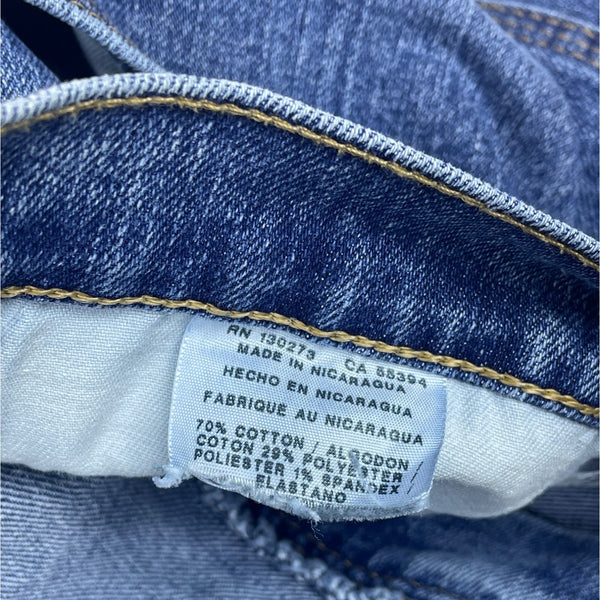 RN 130273 CA 55394
MADE IN NICARAGUA
HECHO EN NICARAGUA
FABRIQUE AU NICARAGUA
70% COTTON / ALGODON /
COTON 29% POLYESTER /
POLIESTER 1% SPANDEX /
ELASTANO